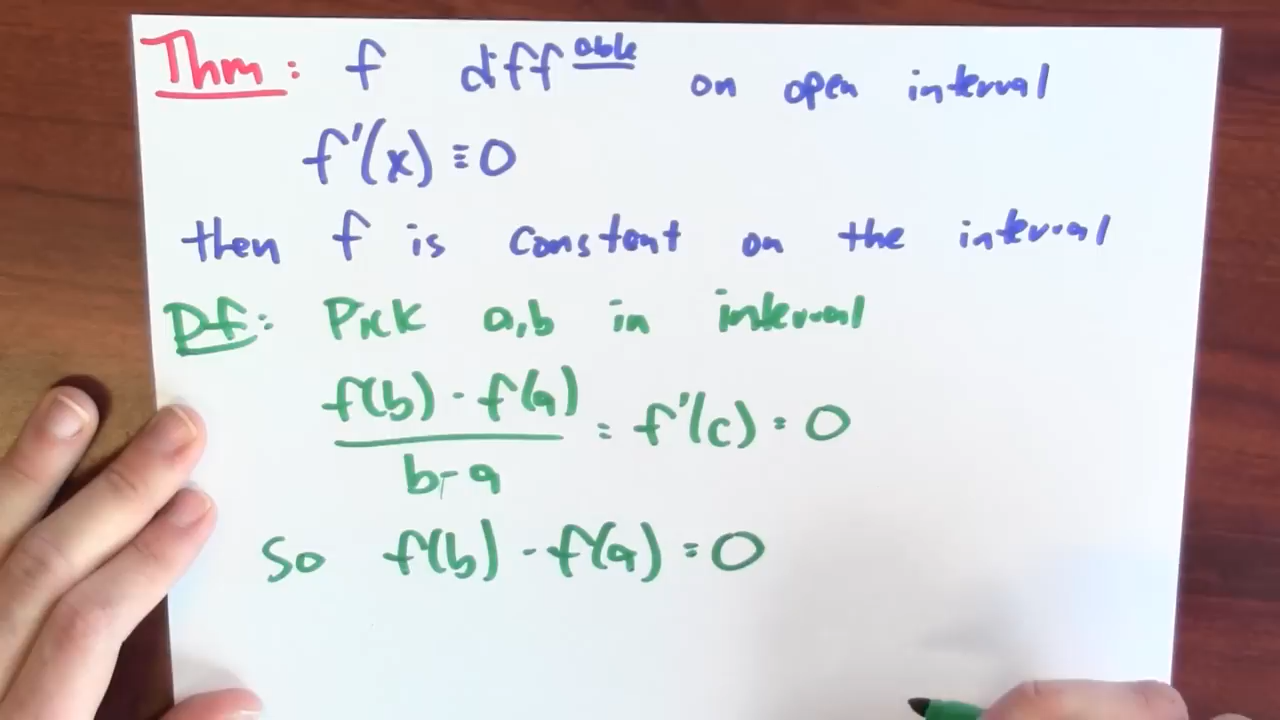 Thm: f diff^able on open interval
f'(x) ≡ 0
then f is constant on the interval
Pf: Pick a,b in interval
f(b) - f(a)
b-a
= f'(c) = 0
So f(b) - f(a) = 0